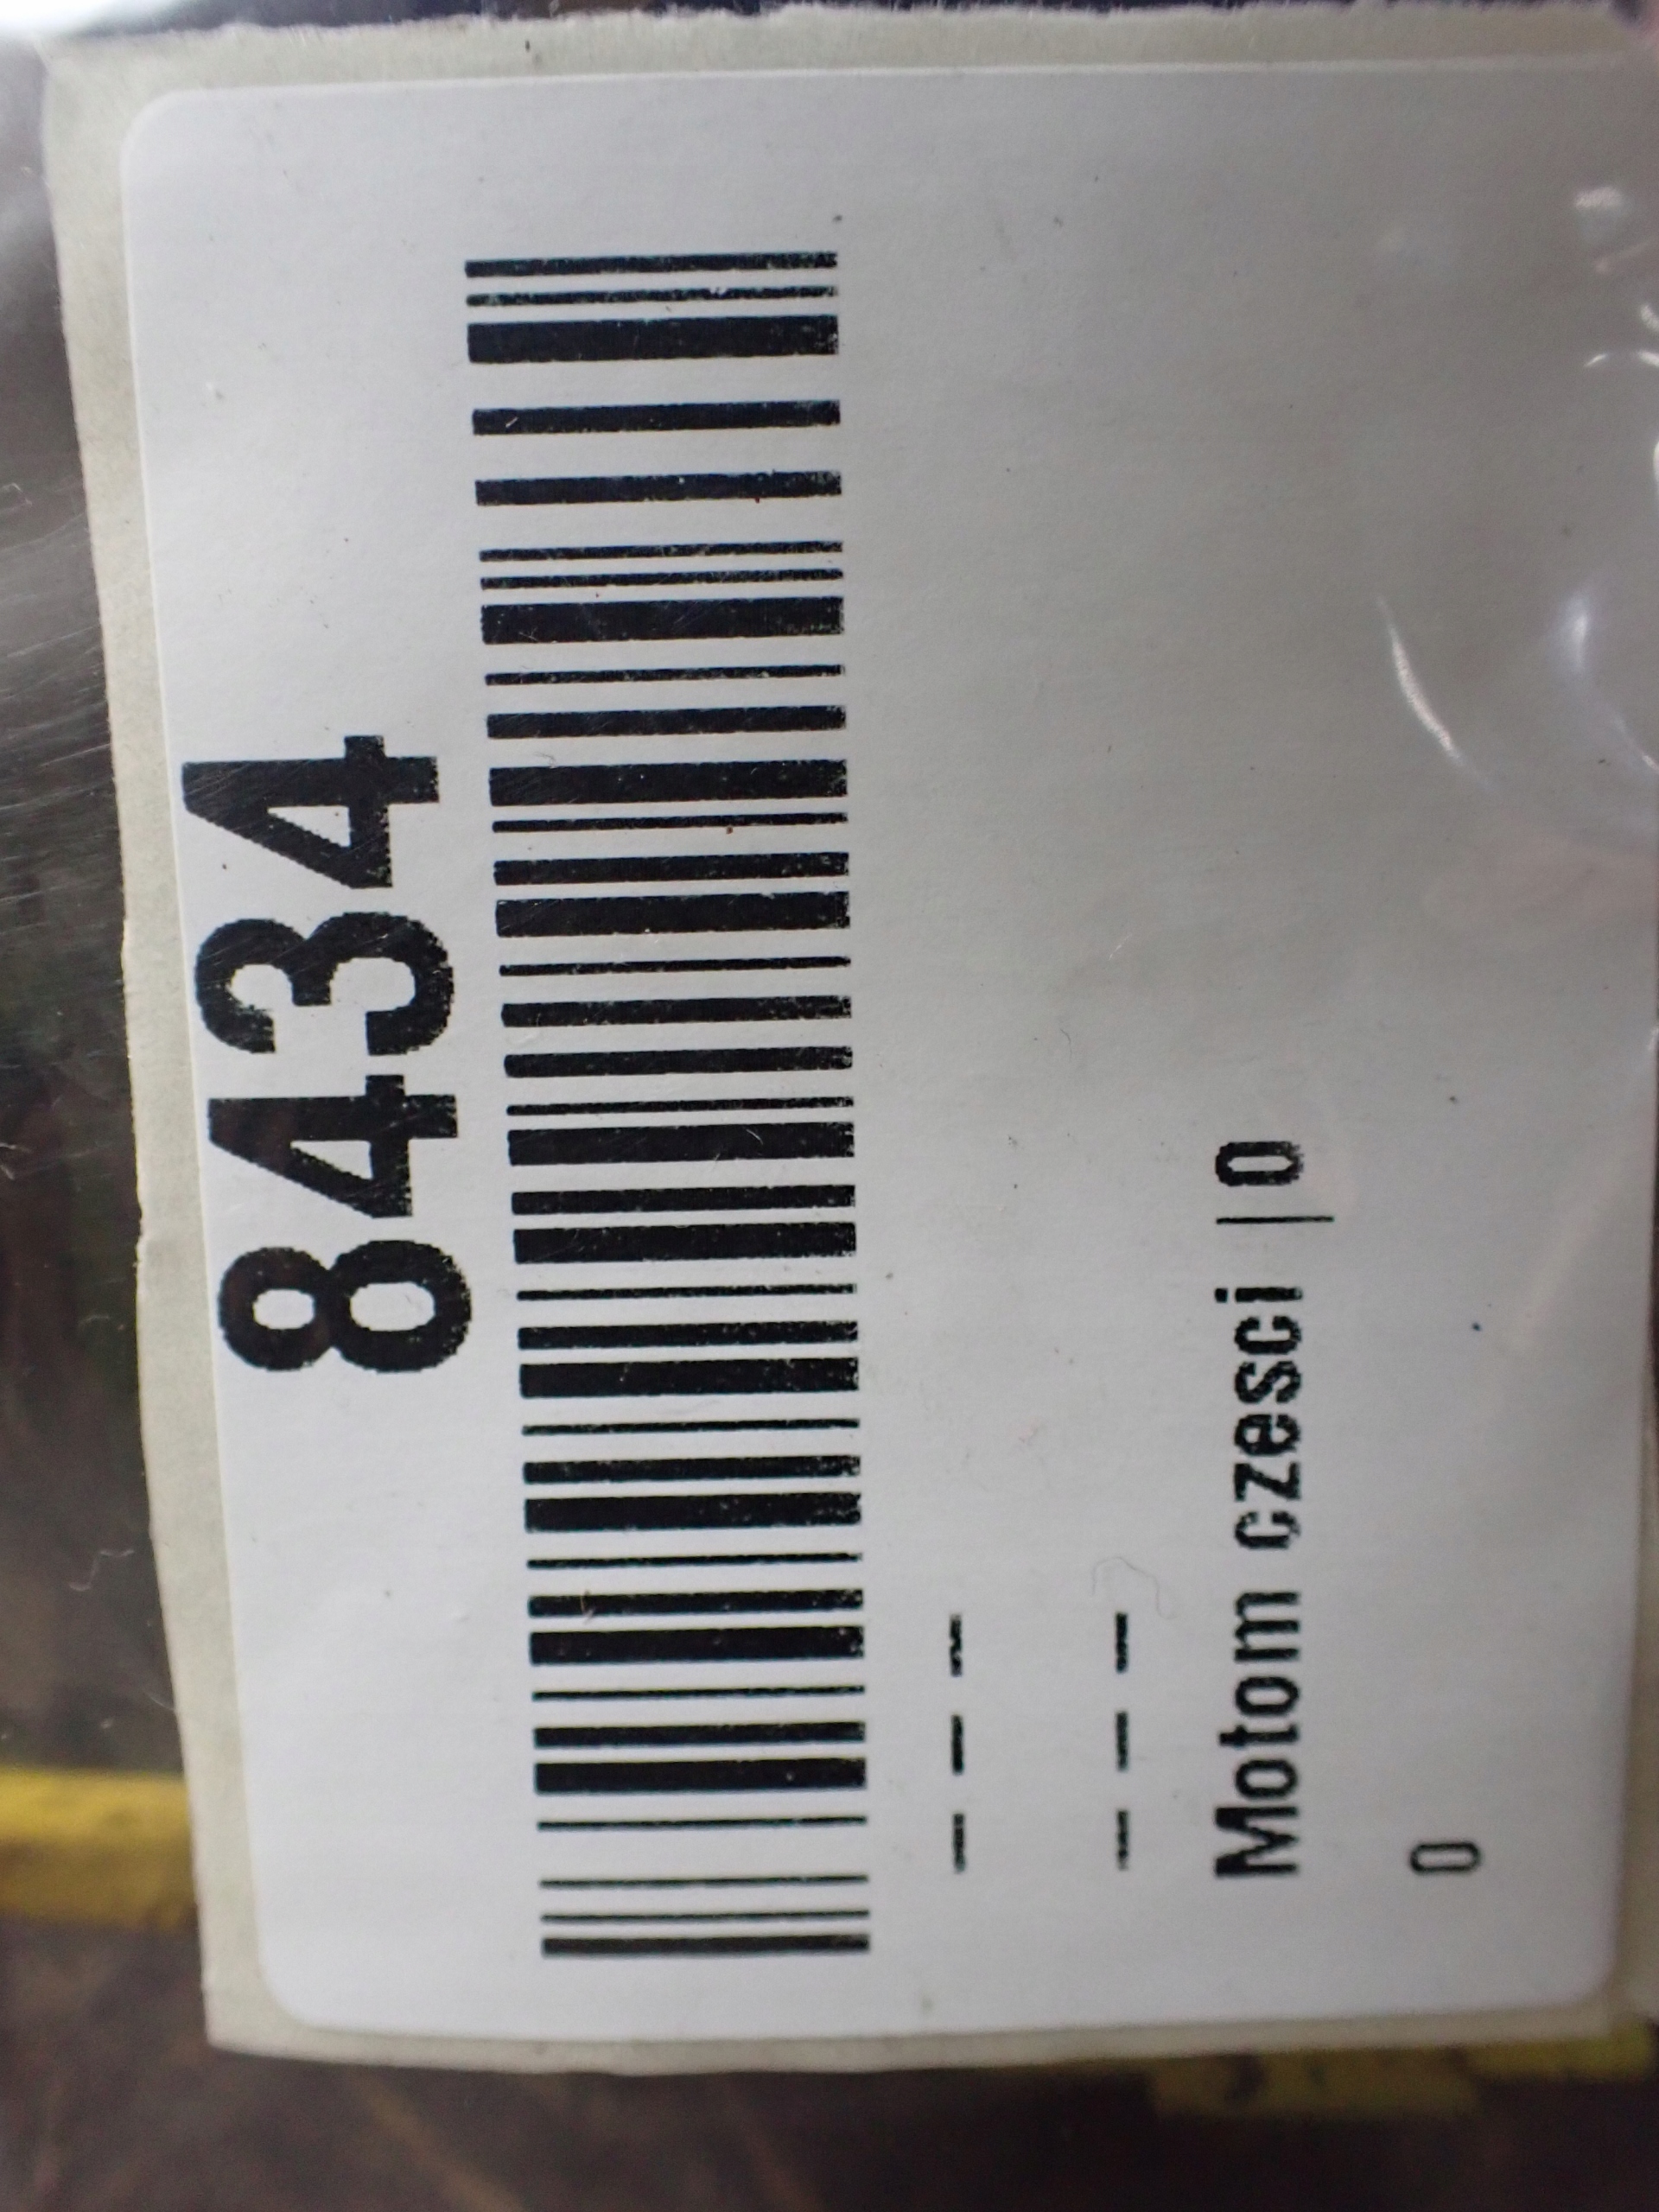 8434
- - -
- - -
Motom czesci | 0
0